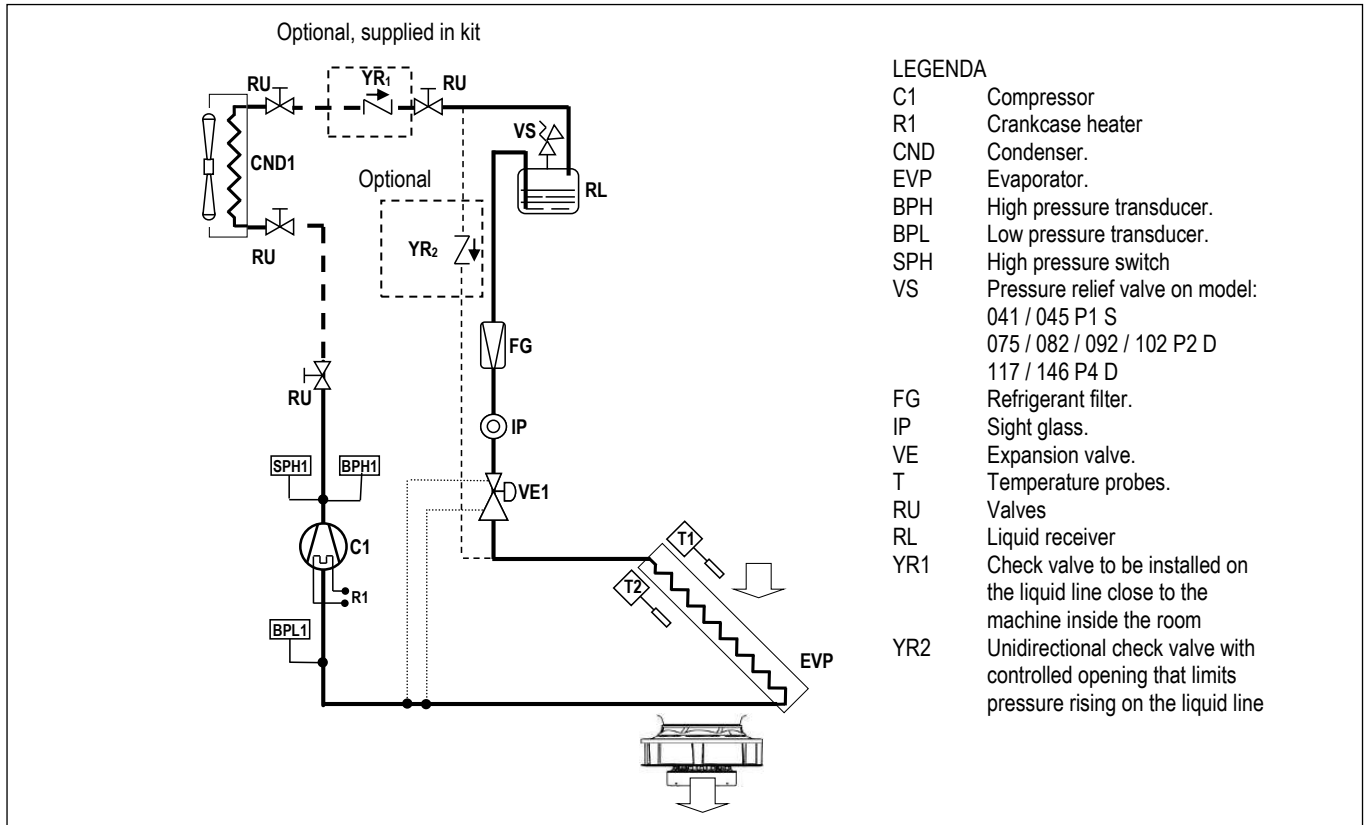 Optional, supplied in kit
RU
YR1
RU
VS
CND1
RL
Optional
RU
YR2
FG
RU
IP
SPH1
BPH1
VE1
C1
T1
R1
T2
BPL1
EVP
LEGENDA
C1 Compressor
R1 Crankcase heater
CND Condenser.
EVP Evaporator.
BPH High pressure transducer.
BPL Low pressure transducer.
SPH High pressure switch
VS Pressure relief valve on model:
041 / 045 P1 S
075 / 082 / 092 / 102 P2 D
117 / 146 P4 D
FG Refrigerant filter.
IP Sight glass.
VE Expansion valve.
T Temperature probes.
RU Valves
RL Liquid receiver
YR1 Check valve to be installed on
the liquid line close to the
machine inside the room
YR2 Unidirectional check valve with
controlled opening that limits
pressure rising on the liquid line